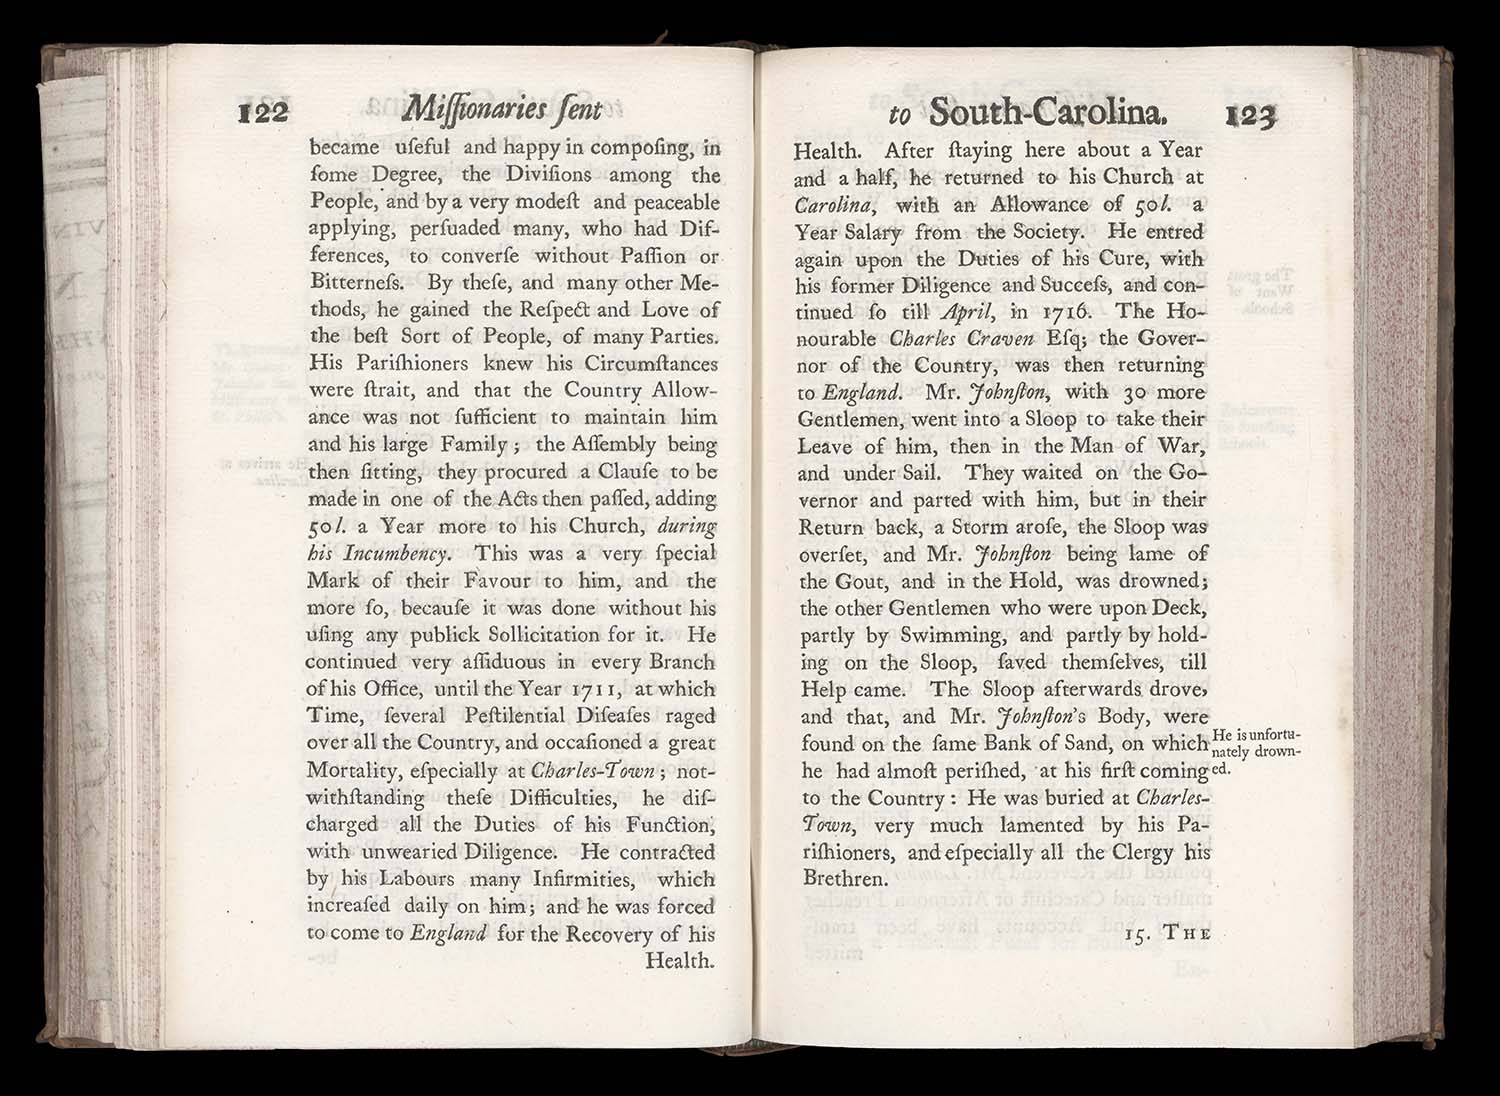 122 Miſſionaries ſent
became uſeful and happy in compoſing, in
ſome Degree, the Diviſions among the
People, and by a very modeſt and peaceable
applying, perſuaded many, who had Dif-
ferences, to converſe without Paſſion or
Bitterneſs. By theſe, and many other Me-
thods, he gained the Reſpect and Love of
the beſt Sort of People, of many Parties.
His Pariſhioners knew his Circumſtances
were ſtrait, and that the Country Allow-
ance was not ſufficient to maintain him
and his large Family ; the Aſſembly being
then ſitting, they procured a Clauſe to be
made in one of the Acts then paſſed, adding
50 l. a Year more to his Church, during
his Incumbency. This was a very ſpecial
Mark of their Favour to him, and the
more ſo, becauſe it was done without his
uſing any publick Sollicitation for it. He
continued very aſſiduous in every Branch
of his Office, until the Year 1711, at which
Time, ſeveral Peſtilential Diſeaſes raged
over all the Country, and occaſioned a great
Mortality, eſpecially at Charles-Town ; not-
withſtanding theſe Difficulties, he diſ-
charged all the Duties of his Function,
with unwearied Diligence. He contracted
by his Labours many Infirmities, which
increaſed daily on him; and he was forced
to come to England for the Recovery of his
Health.
to South-Carolina. 123
Health. After ſtaying here about a Year
and a half, he returned to his Church at
Carolina, with an Allowance of 50 l. a
Year Salary from the Society. He entred
again upon the Duties of his Cure, with
his former Diligence and Succeſs, and con-
tinued ſo till April, in 1716. The Ho-
nourable Charles Craven Eſq; the Gover-
nor of the Country, was then returning
to England. Mr. Johnſton, with 30 more
Gentlemen, went into a Sloop to take their
Leave of him, then in the Man of War,
and under Sail. They waited on the Go-
vernor and parted with him, but in their
Return back, a Storm aroſe, the Sloop was
overſet, and Mr. Johnſton being lame of
the Gout, and in the Hold, was drowned;
the other Gentlemen who were upon Deck,
partly by Swimming, and partly by hold-
ing on the Sloop, ſaved themſelves, till
Help came. The Sloop afterwards drove,
and that, and Mr. Johnſton's Body, were
found on the ſame Bank of Sand, on which
he had almoſt periſhed, at his firſt coming
to the Country : He was buried at Charles-
Town, very much lamented by his Pa-
riſhioners, and eſpecially all the Clergy his
Brethren.
He is unfortu-
nately drown-
ed.
15. THE